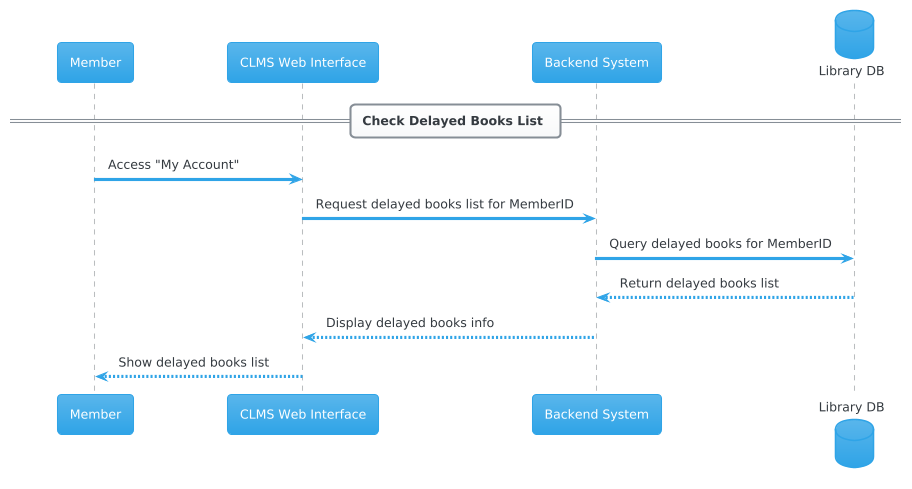 Member
CLMS Web Interface
Backend System
Library DB
Check Delayed Books List
Access "My Account"
Request delayed books list for MemberID
Query delayed books for MemberID
Return delayed books list
Display delayed books info
Show delayed books list
Member
CLMS Web Interface
Backend System
Library DB